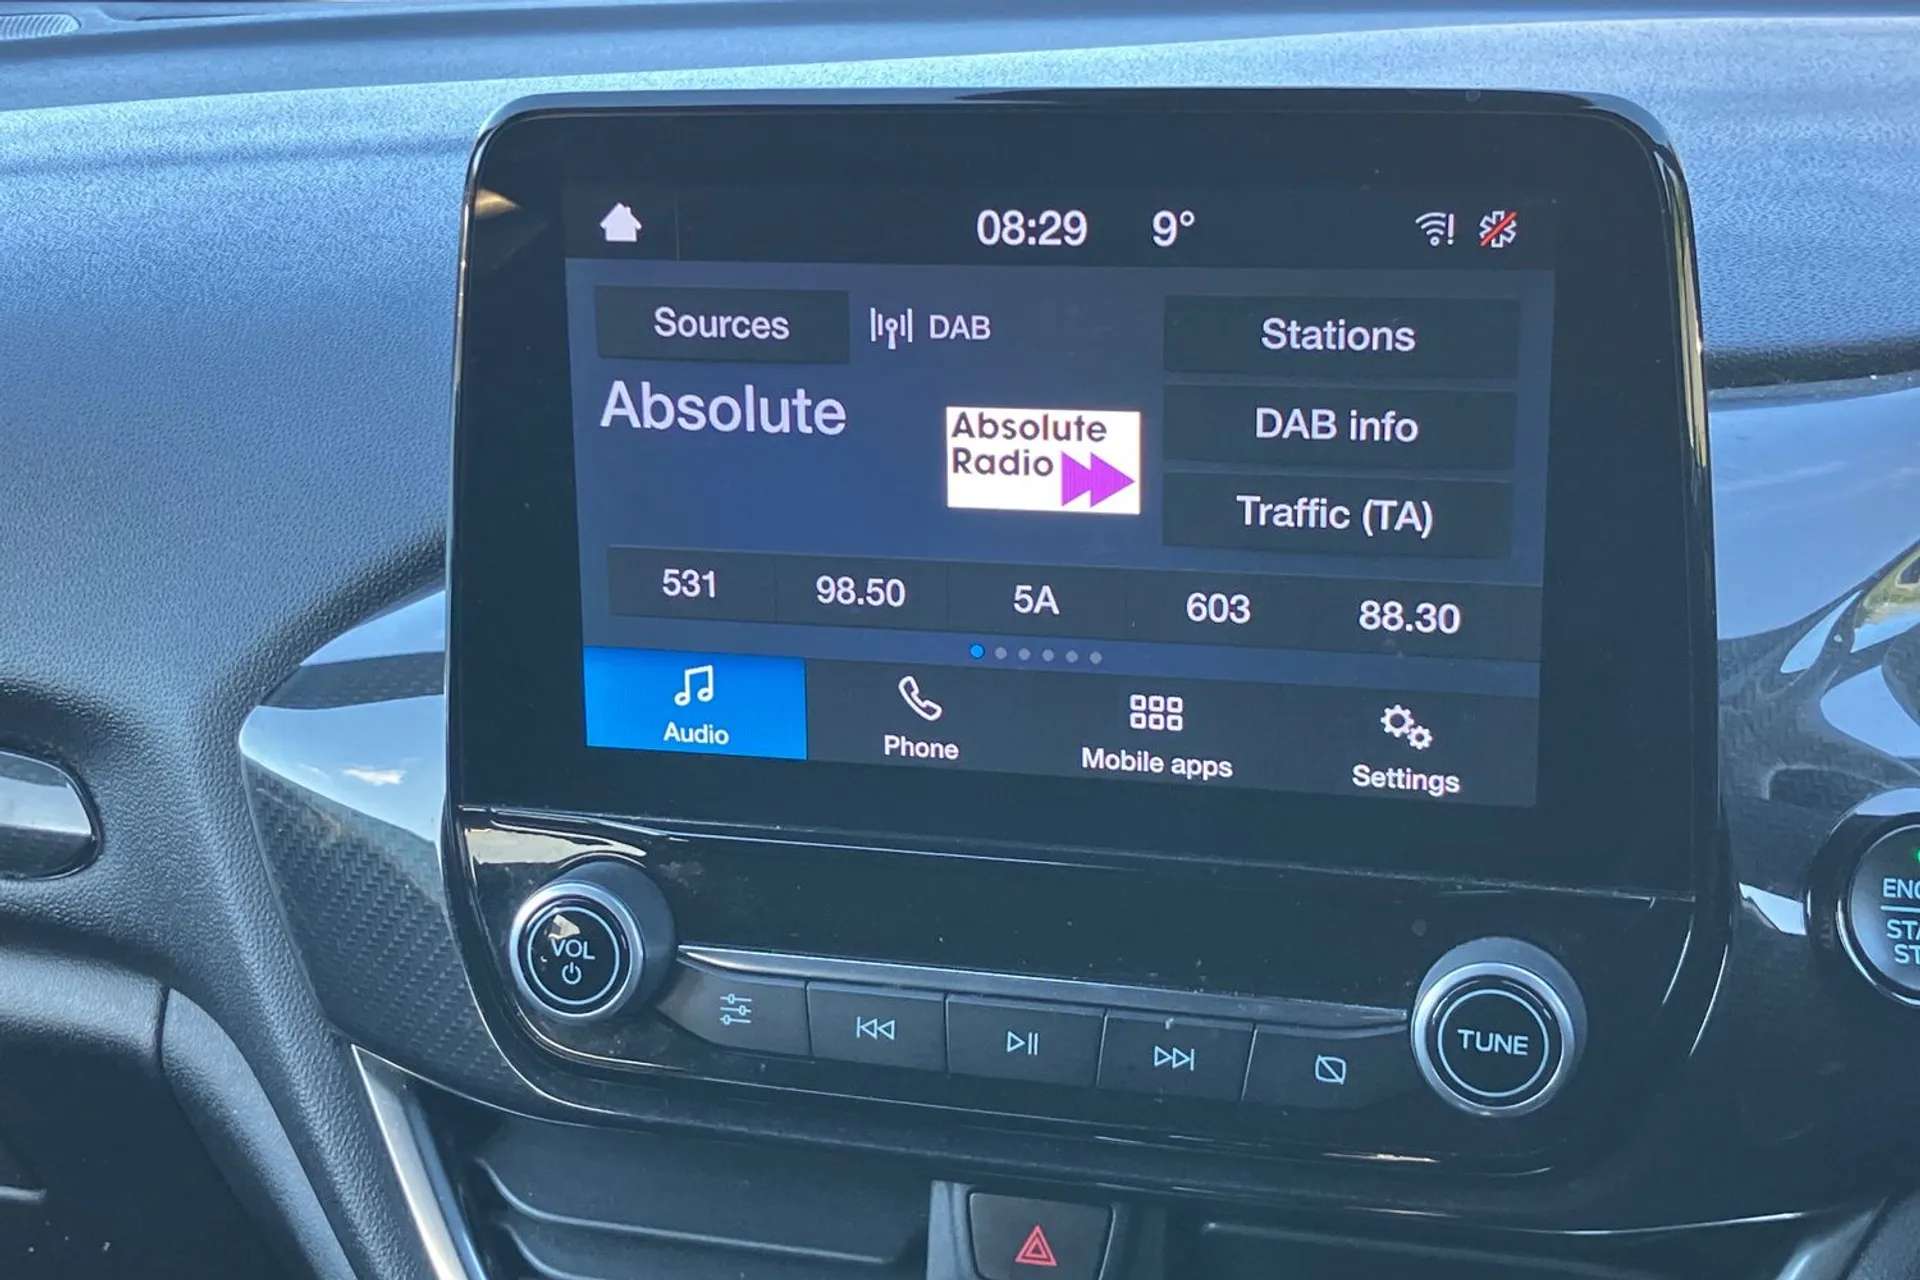 08:29 9°
Sources DAB
Stations
Absolute
Absolute
Radio
DAB info
Traffic (TA)
531 98.50 5A 603 88.30
Audio Phone Mobile apps Settings
VOL
TUNE